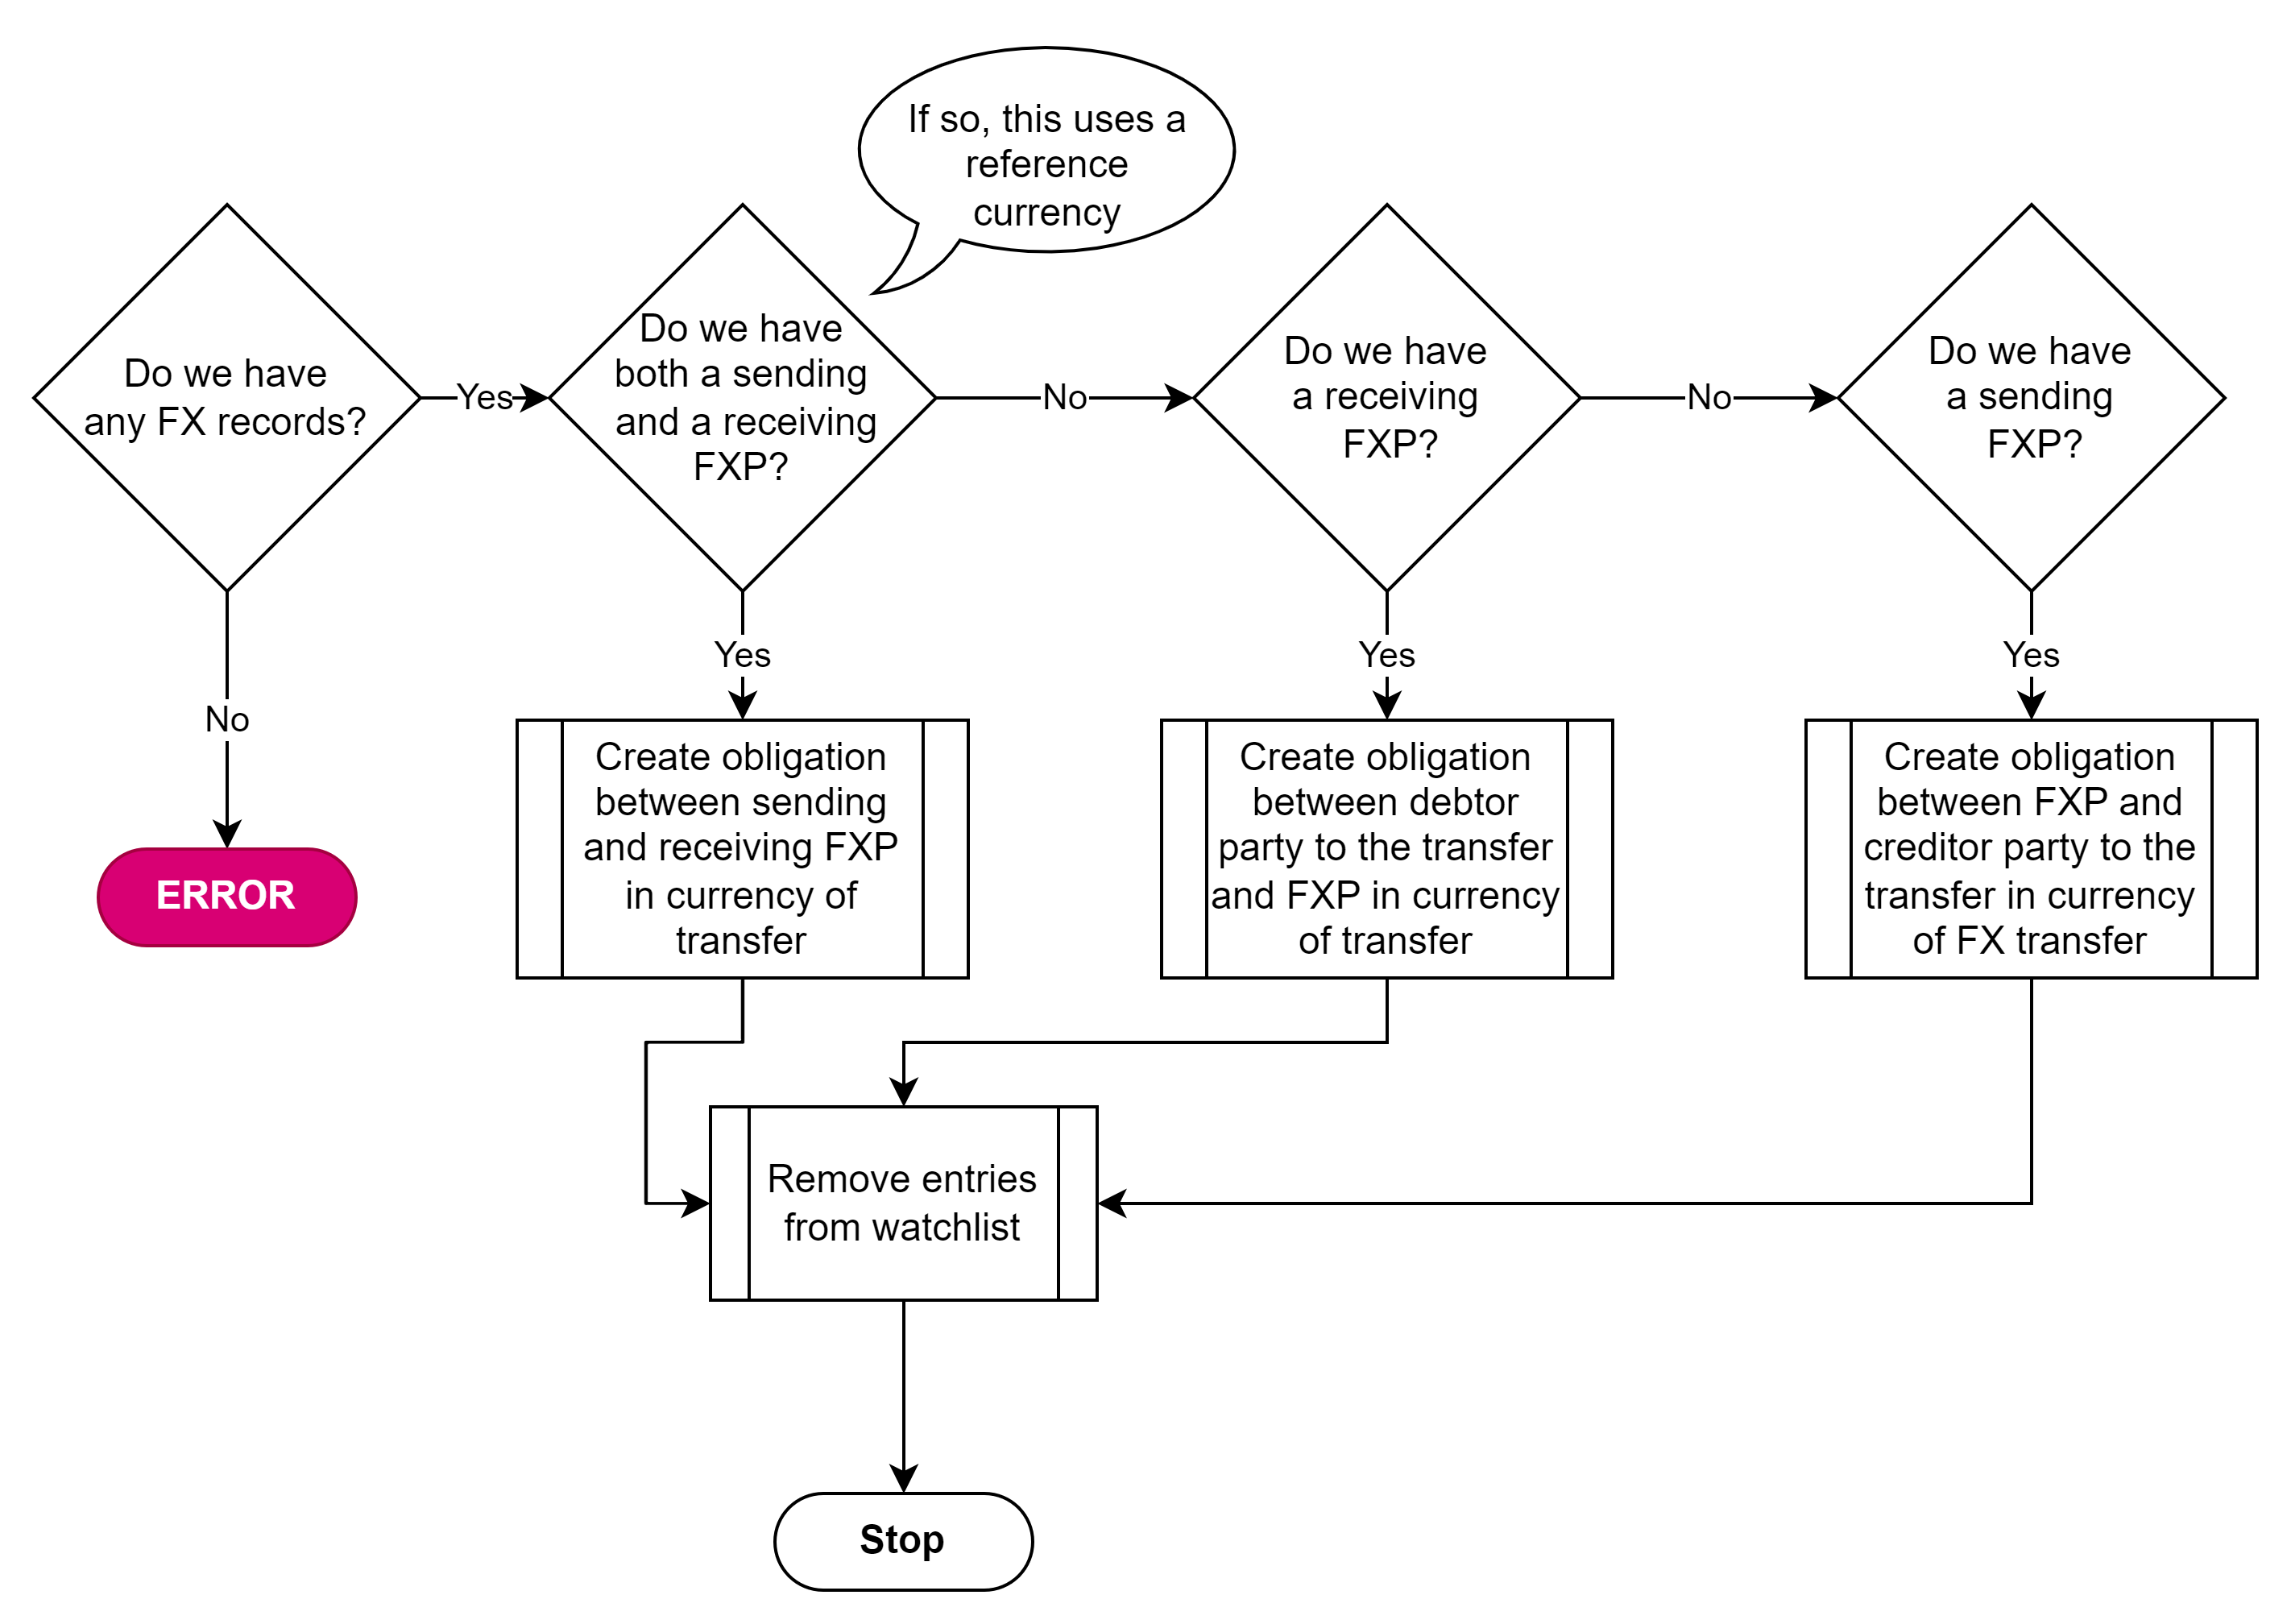 If so, this uses a
reference
currency
Do we have
any FX records?
Yes
Do we have
both a sending
and a receiving
FXP?
No
Do we have
a receiving
FXP?
No
Do we have
a sending
FXP?
No
ERROR
Yes
Create obligation
between sending
and receiving FXP
in currency of
transfer
Yes
Create obligation
between debtor
party to the transfer
and FXP in currency
of transfer
Yes
Create obligation
between FXP and
creditor party to the
transfer in currency
of FX transfer
Remove entries
from watchlist
Stop